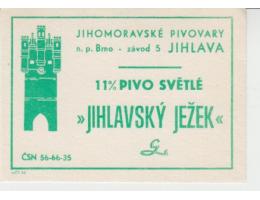 JIHOMORAVSKÉ PIVOVARY
n. p. Brno - závod 5 JIHLAVA
11% PIVO SVĚTLÉ
»JIHLAVSKÝ JEŽEK«
ČSN 56-66-35